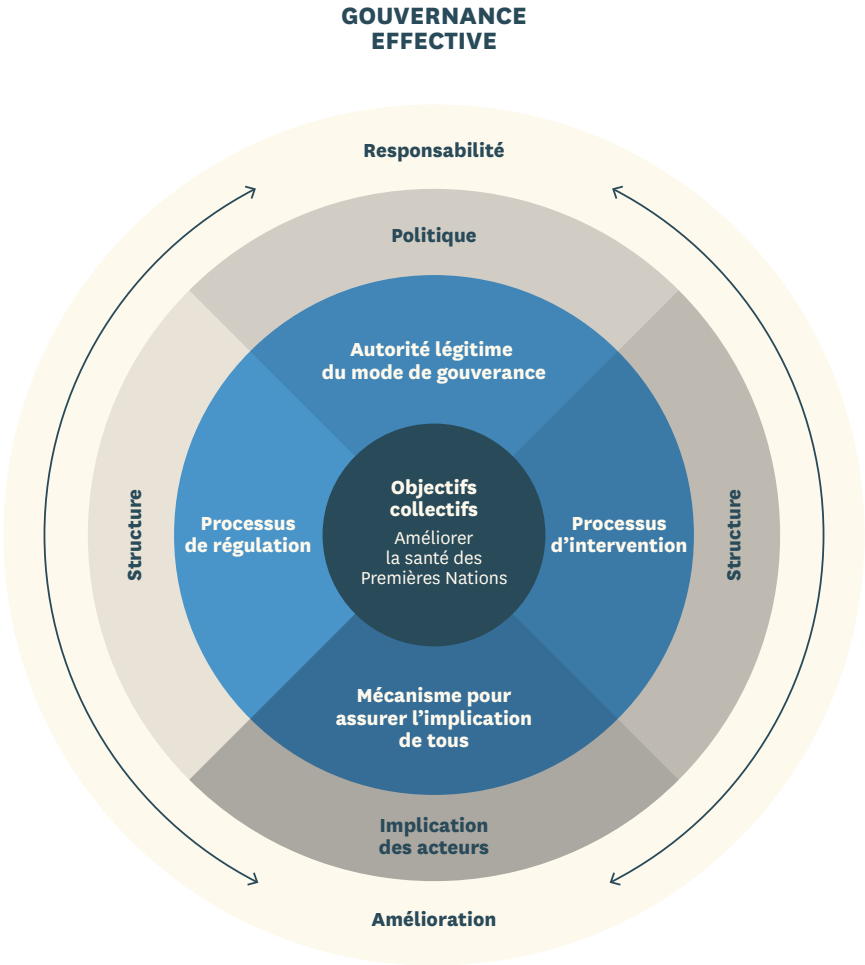 GOUVERNANCE
EFFECTIVE
Responsabilité
Politique
Autorité légitime
du mode de gouverance
Structure
Processus
de régulation
Objectifs
collectifs
Améliorer
la santé des
Premières Nations
Processus
d’intervention
Structure
Mécanisme pour
assurer l’implication
de tous
Implication
des acteurs
Amélioration